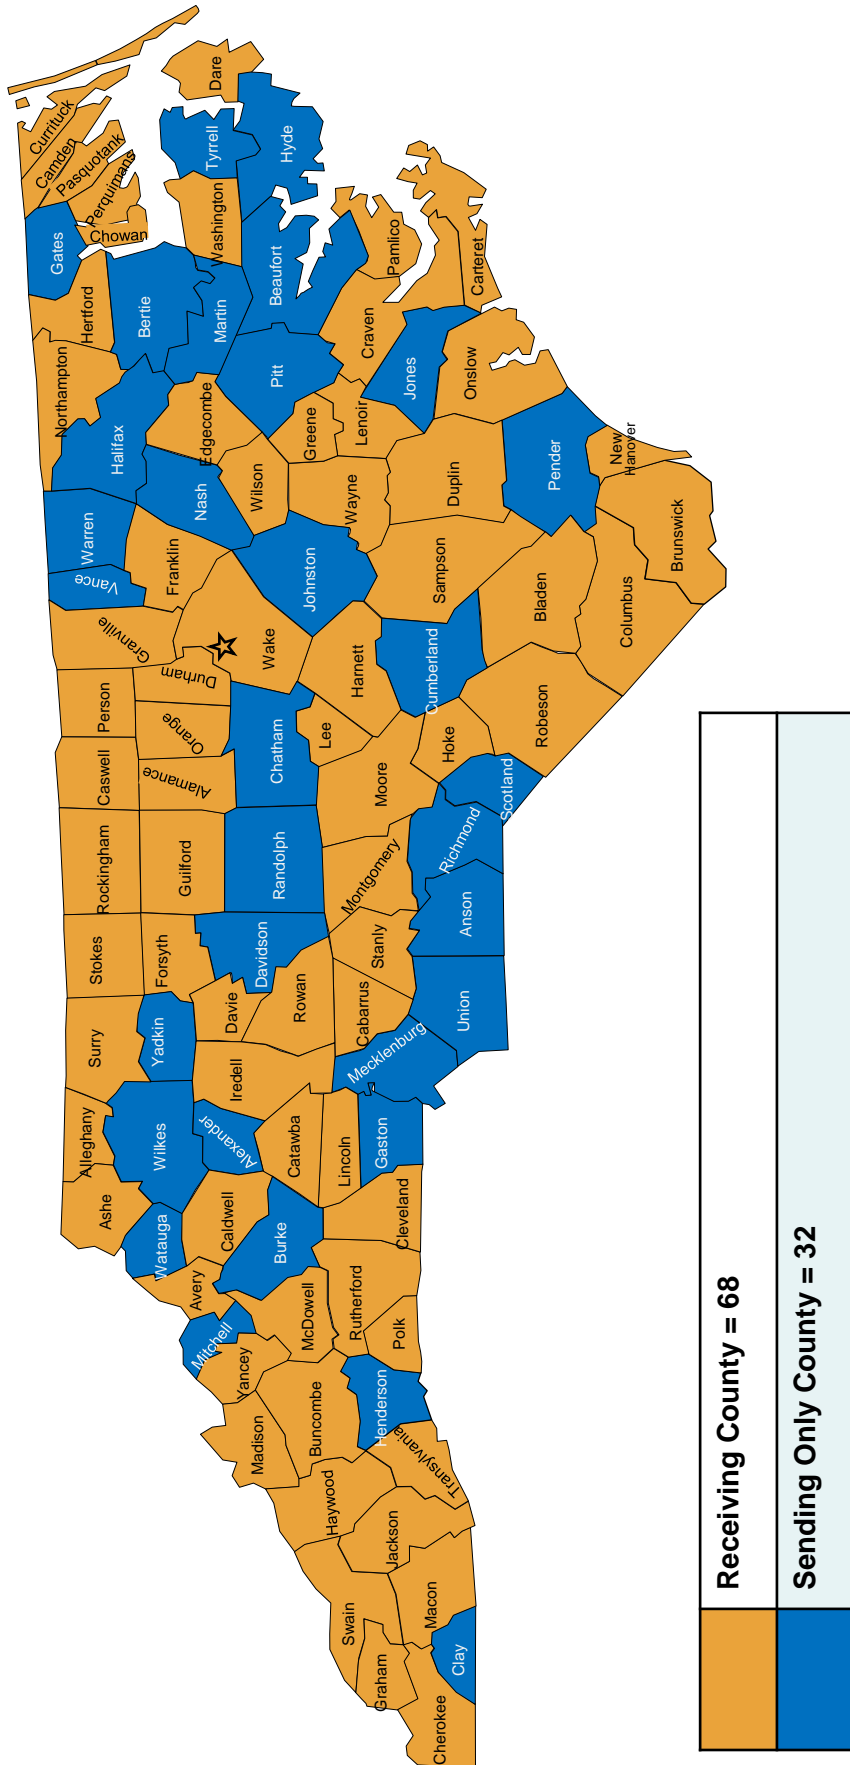 Cherokee
Graham
Swain
Clay
Macon
Jackson
Haywood
Transylvania
Madison
Buncombe
Henderson
Yancey
Mitchell
Avery
McDowell
Polk
Rutherford
Cleveland
Burke
Caldwell
Watauga
Ashe
Alleghany
Wilkes
Alexander
Catawba
Lincoln
Gaston
Iredell
Mecklenburg
Surry
Yadkin
Davie
Rowan
Cabarrus
Union
Stokes
Forsyth
Davidson
Stanly
Anson
Rockingham
Guilford
Randolph
Montgomery
Richmond
Caswell
Alamance
Chatham
Moore
Scotland
Person
Orange
Durham
Lee
Hoke
Robeson
Granville
Wake
Harnett
Cumberland
Bladen
Columbus
Brunswick
Vance
Warren
Franklin
Johnston
Sampson
Nash
Wilson
Wayne
Duplin
Pender
New
Hanover
Northampton
Halifax
Edgecombe
Greene
Lenoir
Pitt
Jones
Onslow
Hertford
Bertie
Martin
Beaufort
Craven
Pamlico
Carteret
Gates
Chowan
Perquimans
Pasquotank
Camden
Currituck
Washington
Tyrrell
Hyde
Dare
Receiving County = 68
Sending Only County = 32